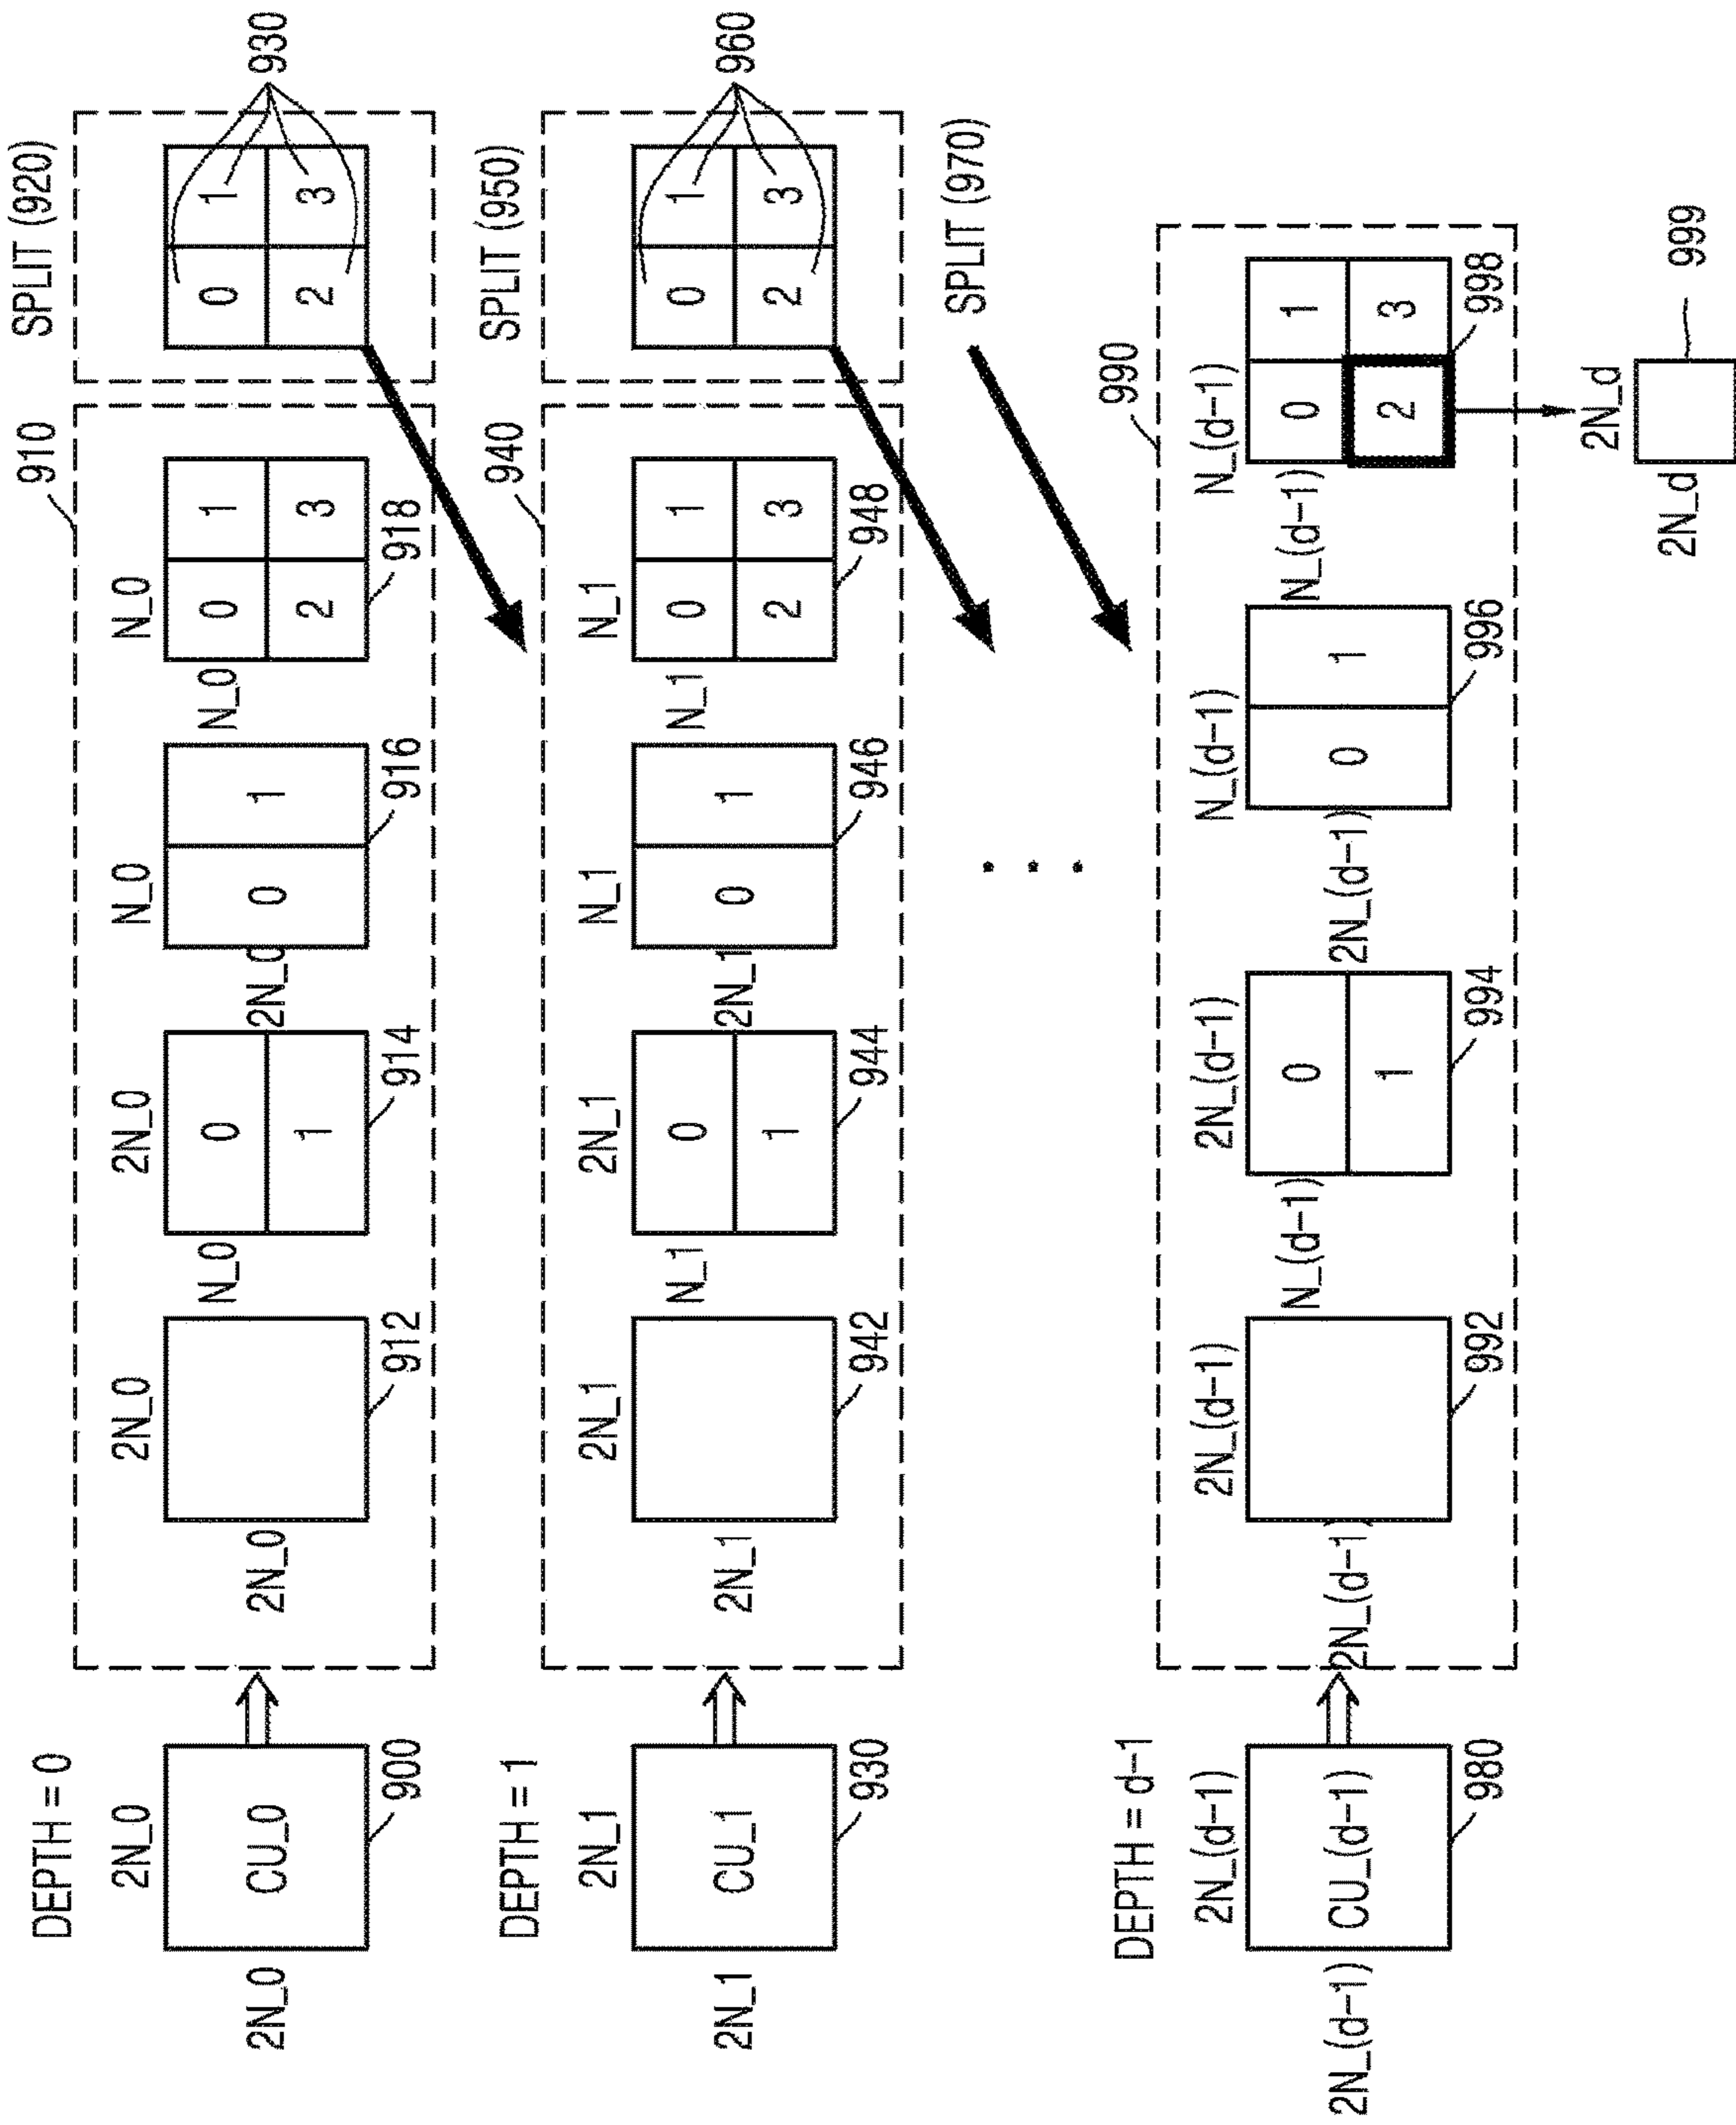 DEPTH = 0
2N_0
2N_0
CU_0
900
910
2N_0
2N_0
912
2N_0
N_0
0
1
914
N_0
2N_0
0 1
916
N_0
N_0
0 1
2 3
918
SPLIT (920)
0 1
2 3
930
DEPTH = 1
2N_1
2N_1
CU_1
930
940
2N_1
2N_1
942
2N_1
N_1
0
1
944
N_1
2N_1
0 1
946
N_1
N_1
0 1
2 3
948
SPLIT (950)
0 1
2 3
960
SPLIT (970)
DEPTH = d-1
2N_(d-1)
2N_(d-1)
CU_(d-1)
980
990
2N_(d-1)
2N_(d-1)
992
2N_(d-1)
N_(d-1)
0
1
994
N_(d-1)
2N_(d-1)
0 1
996
N_(d-1)
N_(d-1)
0 1
2 3
998
2N_d
2N_d
999